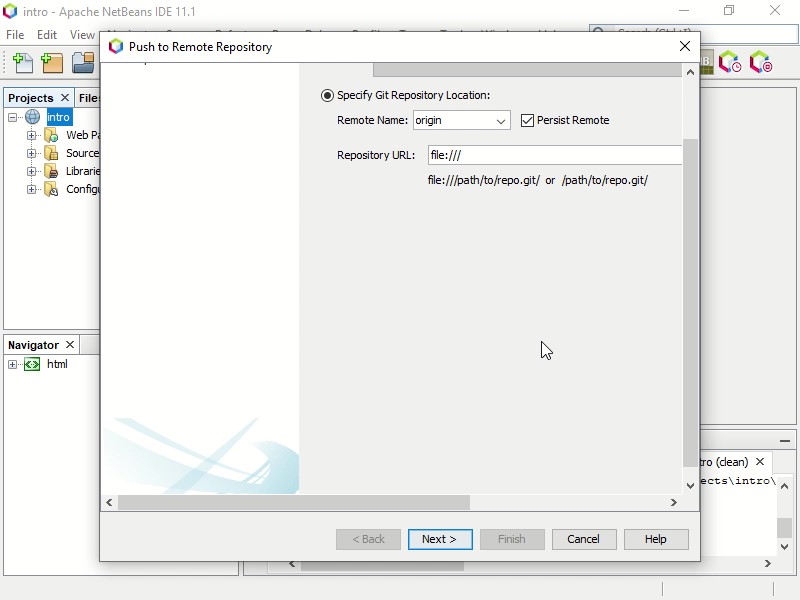 intro - Apache NetBeans IDE 11.1
File Edit View
Push to Remote Repository
Projects
Files
intro
Web Pa
Source
Librarie
Configu
Specify Git Repository Location:
Remote Name: origin Persist Remote
Repository URL: file:///
file:///path/to/repo.git/ or /path/to/repo.git/
Navigator
html
tro (clean)
ects\intro\
< Back Next > Finish Cancel Help